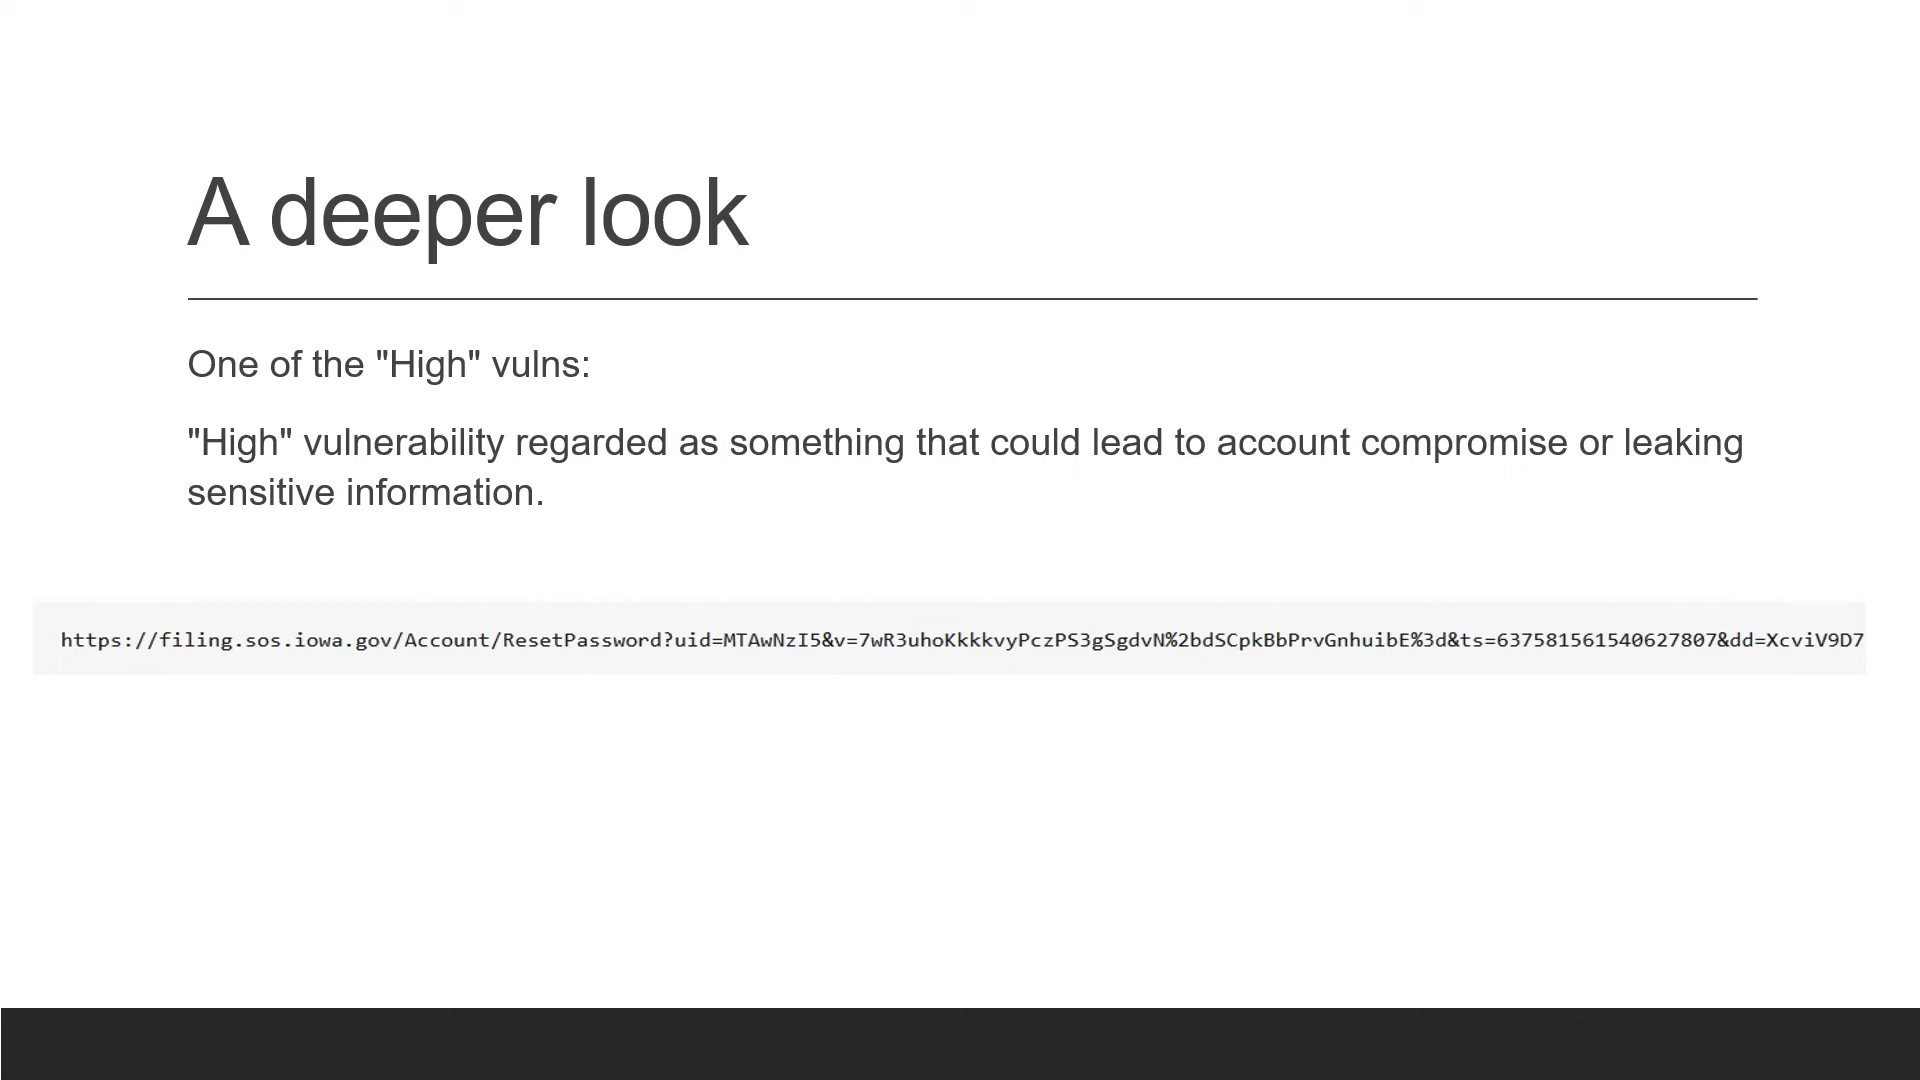 A deeper look
One of the "High" vulns:
"High" vulnerability regarded as something that could lead to account compromise or leaking
sensitive information.
https://filing.sos.iowa.gov/Account/ResetPassword?uid=MTAwNzI5&v=7wR3uhoKkkkvyPczPS3gSgdvN%2bdSCpkBbPrvGnhuibE%3d&ts=637581561540627807&dd=XcviV9D7